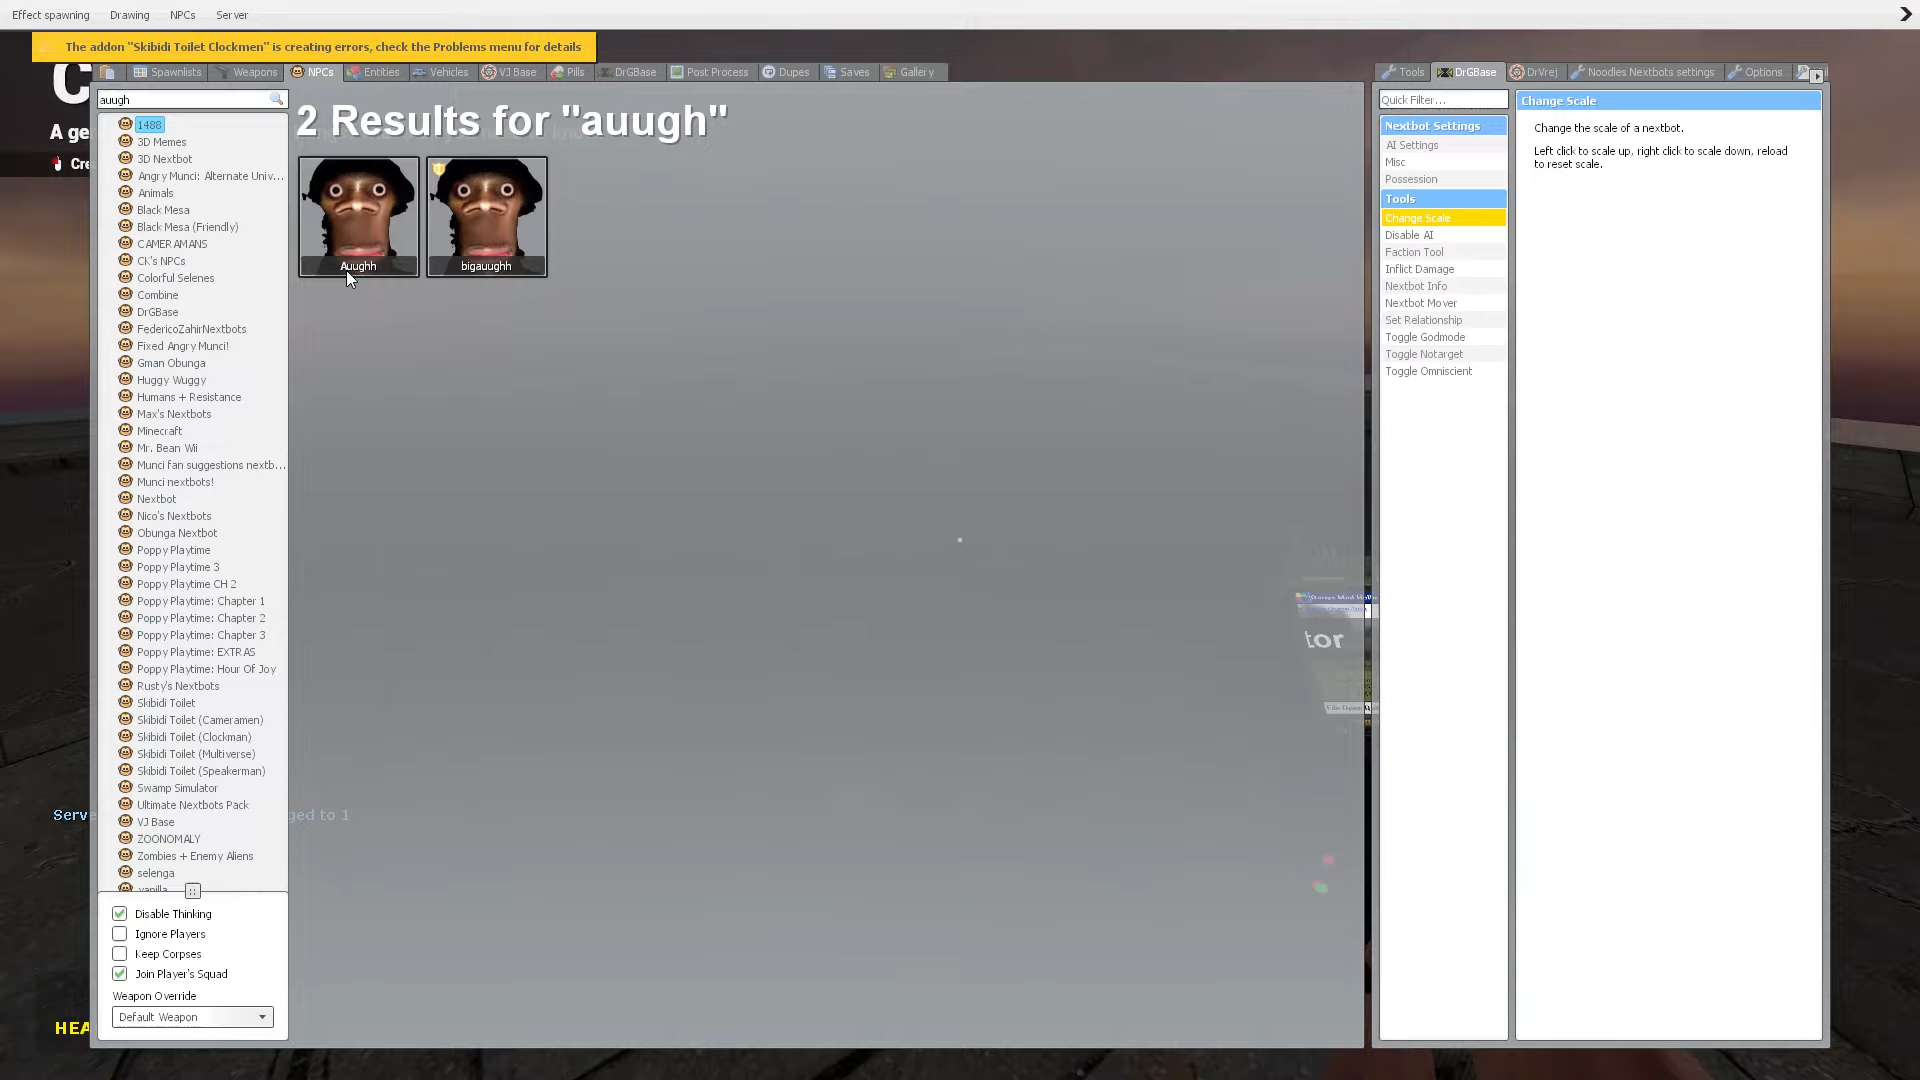 Effect spawning Drawing NPCs Server
The addon "Skibidi Toilet Clockmen" is creating errors, check the Problems menu for details
Spawnlists Weapons NPCs Entities Vehicles VJ Base Pills DrGBase Post Process Dupes Saves Gallery
Tools DrGBase DrVrej Noodles Nextbots settings Options
C
A ge
Cre
auugh
2 Results for "auugh"
Auughh
bigauughh
1488
3D Memes
3D Nextbot
Angry Munci: Alternate Univ...
Animals
Black Mesa
Black Mesa (Friendly)
CAMERAMANS
CK's NPCs
Colorful Selenes
Combine
DrGBase
FedericoZahirNextbots
Fixed Angry Munci!
Gman Obunga
Huggy Wuggy
Humans + Resistance
Max's Nextbots
Minecraft
Mr. Bean Wii
Munci fan suggestions nextb...
Munci nextbots!
Nextbot
Nico's Nextbots
Obunga Nextbot
Poppy Playtime
Poppy Playtime 3
Poppy Playtime CH 2
Poppy Playtime: Chapter 1
Poppy Playtime: Chapter 2
Poppy Playtime: Chapter 3
Poppy Playtime: EXTRAS
Poppy Playtime: Hour Of Joy
Rusty's Nextbots
Skibidi Toilet
Skibidi Toilet (Cameramen)
Skibidi Toilet (Clockman)
Skibidi Toilet (Multiverse)
Skibidi Toilet (Speakerman)
Swamp Simulator
Ultimate Nextbots Pack
VJ Base
ZOONOMALY
Zombies + Enemy Aliens
selenga
vanilla
Disable Thinking
Ignore Players
Keep Corpses
Join Player's Squad
Weapon Override
Default Weapon
Serve
ged to 1
HEA
tor
Quick Filter...
Nextbot Settings
AI Settings
Misc
Possession
Tools
Change Scale
Disable AI
Faction Tool
Inflict Damage
Nextbot Info
Nextbot Mover
Set Relationship
Toggle Godmode
Toggle Notarget
Toggle Omniscient
Change Scale
Change the scale of a nextbot.
Left click to scale up, right click to scale down, reload
to reset scale.